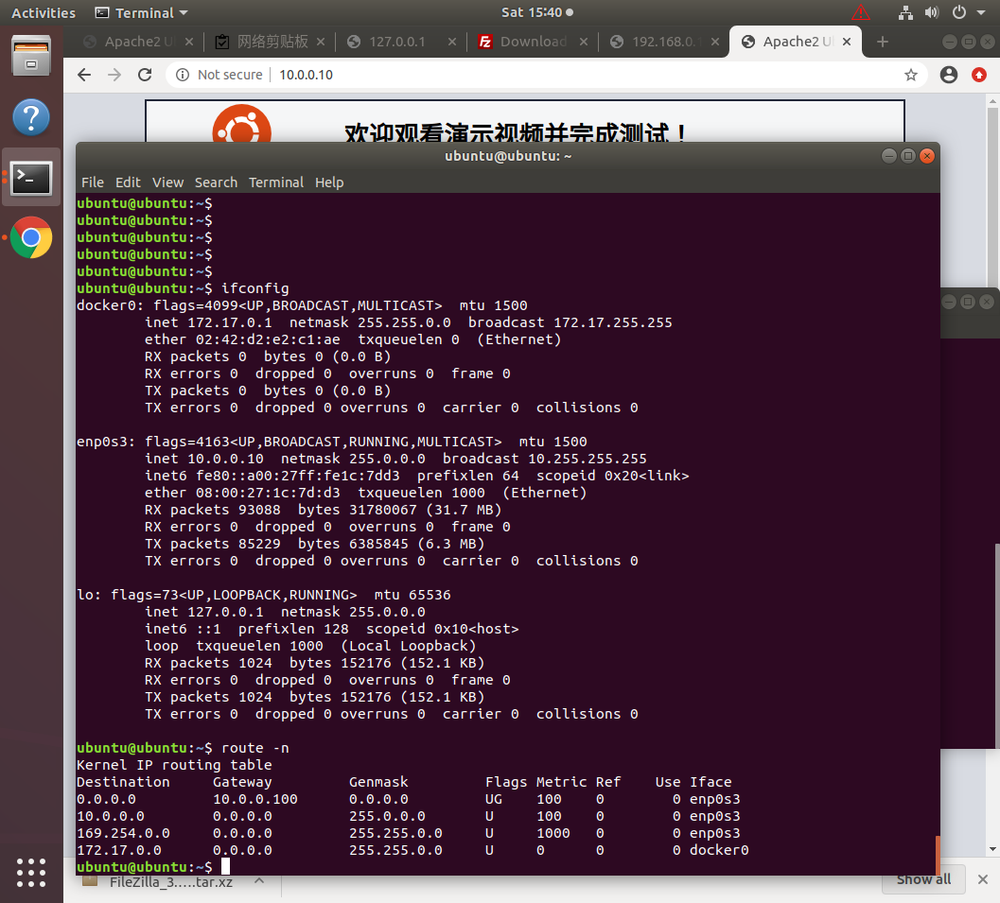 Activities Terminal Sat 15:40
Apache2 U 网络剪贴板 127.0.0.1 Download 192.168.0. Apache2 U
Not secure 10.0.0.10
欢迎观看演示视频并完成测试！
ubuntu@ubuntu: ~
File Edit View Search Terminal Help
ubuntu@ubuntu:~$
ubuntu@ubuntu:~$
ubuntu@ubuntu:~$
ubuntu@ubuntu:~$
ubuntu@ubuntu:~$
ubuntu@ubuntu:~$ ifconfig
docker0: flags=4099<UP,BROADCAST,MULTICAST>  mtu 1500
        inet 172.17.0.1  netmask 255.255.0.0  broadcast 172.17.255.255
        ether 02:42:d2:e2:c1:ae  txqueuelen 0  (Ethernet)
        RX packets 0  bytes 0 (0.0 B)
        RX errors 0  dropped 0  overruns 0  frame 0
        TX packets 0  bytes 0 (0.0 B)
        TX errors 0  dropped 0 overruns 0  carrier 0  collisions 0
enp0s3: flags=4163<UP,BROADCAST,RUNNING,MULTICAST>  mtu 1500
        inet 10.0.0.10  netmask 255.0.0.0  broadcast 10.255.255.255
        inet6 fe80::a00:27ff:fe1c:7dd3  prefixlen 64  scopeid 0x20<link>
        ether 08:00:27:1c:7d:d3  txqueuelen 1000  (Ethernet)
        RX packets 93088  bytes 31780067 (31.7 MB)
        RX errors 0  dropped 0  overruns 0  frame 0
        TX packets 85229  bytes 6385845 (6.3 MB)
        TX errors 0  dropped 0 overruns 0  carrier 0  collisions 0
lo: flags=73<UP,LOOPBACK,RUNNING>  mtu 65536
        inet 127.0.0.1  netmask 255.0.0.0
        inet6 ::1  prefixlen 128  scopeid 0x10<host>
        loop  txqueuelen 1000  (Local Loopback)
        RX packets 1024  bytes 152176 (152.1 KB)
        RX errors 0  dropped 0  overruns 0  frame 0
        TX packets 1024  bytes 152176 (152.1 KB)
        TX errors 0  dropped 0 overruns 0  carrier 0  collisions 0
ubuntu@ubuntu:~$ route -n
Kernel IP routing table
Destination     Gateway         Genmask         Flags Metric Ref    Use Iface
0.0.0.0         10.0.0.100      0.0.0.0         UG    100    0        0 enp0s3
10.0.0.0        0.0.0.0         255.0.0.0       U     100    0        0 enp0s3
169.254.0.0     0.0.0.0         255.255.0.0     U     1000   0        0 enp0s3
172.17.0.0      0.0.0.0         255.255.0.0     U     0      0        0 docker0
ubuntu@ubuntu:~$
FileZilla_3.....tar.xz Show all